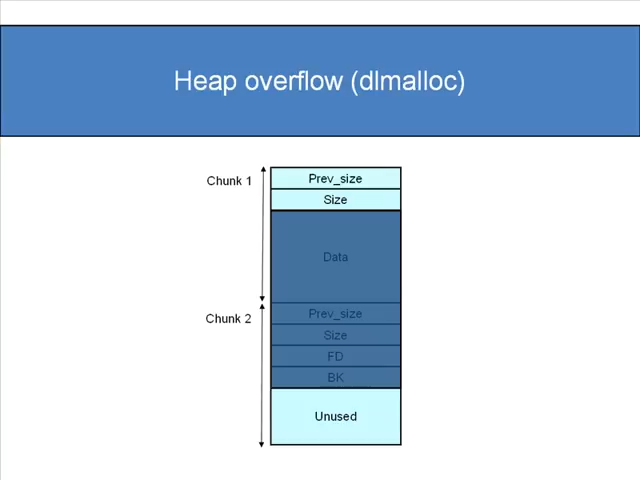 Heap overflow (dlmalloc)
Chunk 1
Prev_size
Size
Data
Chunk 2
Prev_size
Size
FD
BK
Unused